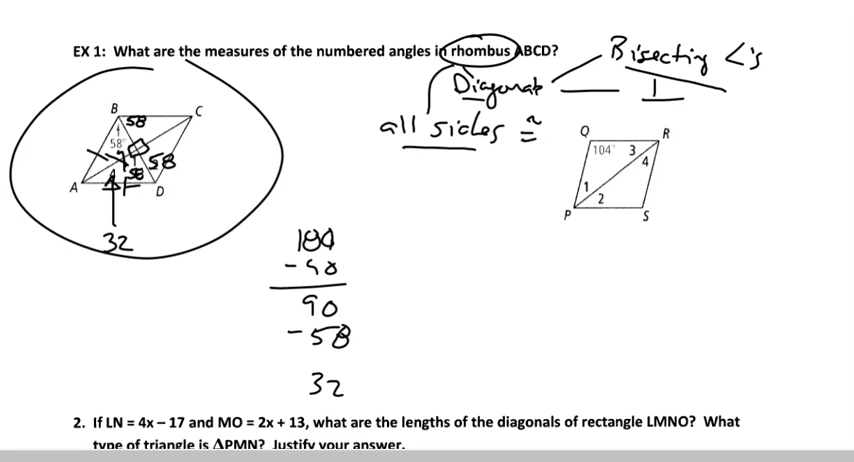 EX 1: What are the measures of the numbered angles in rhombus ABCD?
Bisecting ∠'s
Diagonals
⊥
all sides ≅
B
C
58
58°
58
58
A
D
32
Q
R
104°
3
4
1
2
P
S
180
- 90
90
- 58
32
2. If LN = 4x – 17 and MO = 2x + 13, what are the lengths of the diagonals of rectangle LMNO? What
type of triangle is ΔPMN? Justify your answer.